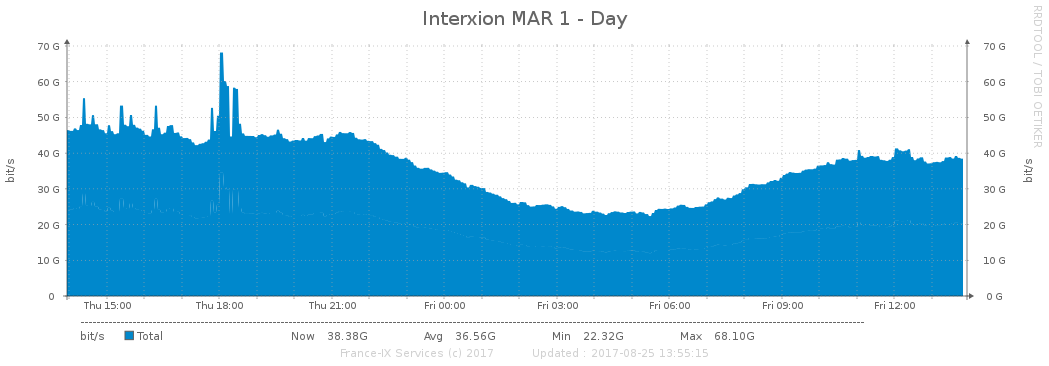 Interxion MAR 1 - Day
RRDTOOL / TOBI OETIKER
70 G 70 G
60 G 60 G
50 G 50 G
40 G 40 G
30 G 30 G
20 G 20 G
10 G 10 G
0 0 G
bit/s bit/s
Thu 15:00 Thu 18:00 Thu 21:00 Fri 00:00 Fri 03:00 Fri 06:00 Fri 09:00 Fri 12:00
bit/s Total Now 38.38G Avg 36.56G Min 22.32G Max 68.10G
France-IX Services (c) 2017 Updated : 2017-08-25 13:55:15